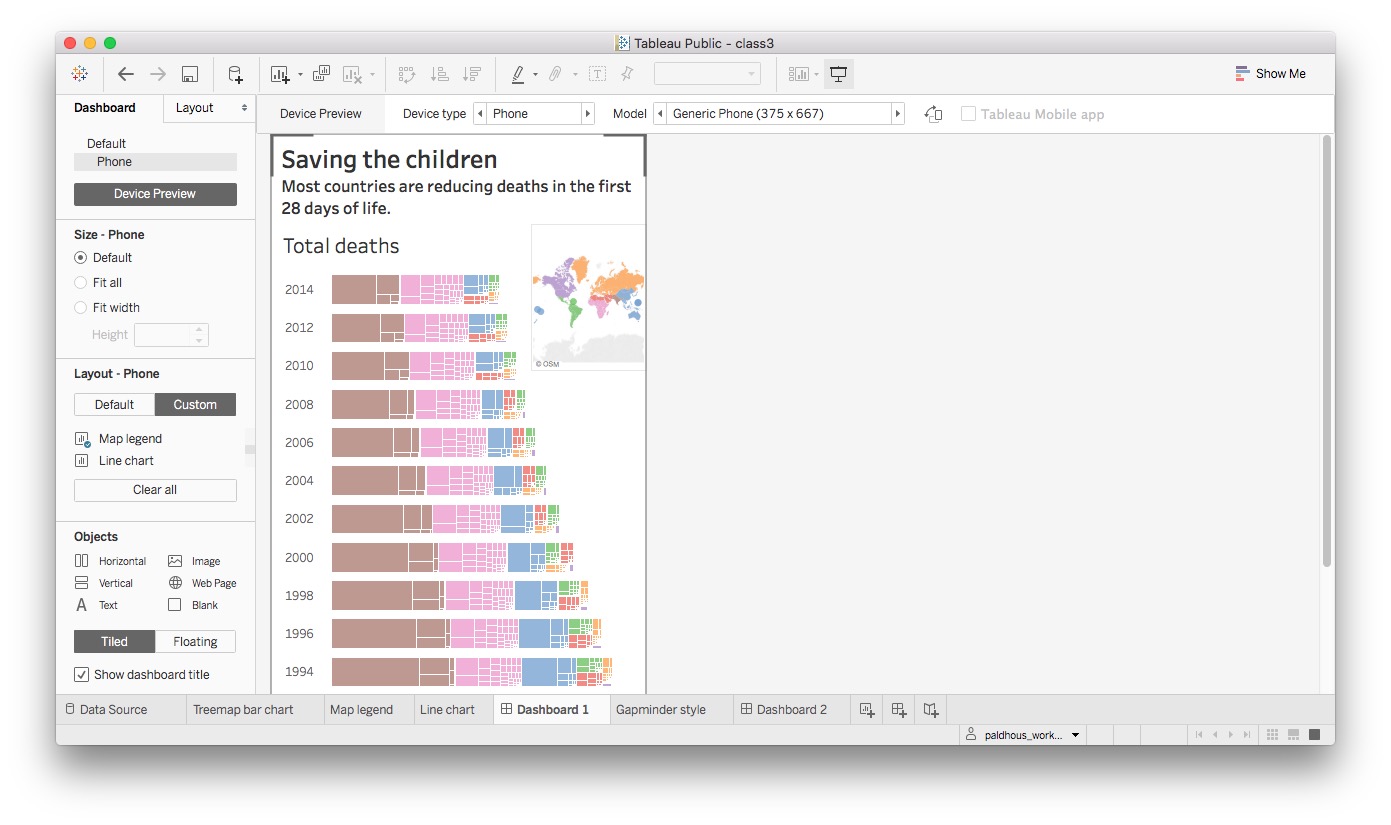 Tableau Public - class3
Show Me
Dashboard
Layout
Device Preview
Device type
Phone
Model
Generic Phone (375 x 667)
Tableau Mobile app
Default
Phone
Device Preview
Size - Phone
Default
Fit all
Fit width
Height
Layout - Phone
Default
Custom
Map legend
Line chart
Clear all
Objects
Horizontal
Image
Vertical
Web Page
A
Text
Blank
Tiled
Floating
Show dashboard title
Saving the children
Most countries are reducing deaths in the first
28 days of life.
Total deaths
2014
2012
2010
2008
2006
2004
2002
2000
1998
1996
1994
© OSM
Data Source
Treemap bar chart
Map legend
Line chart
Dashboard 1
Gapminder style
Dashboard 2
paldhous_work...